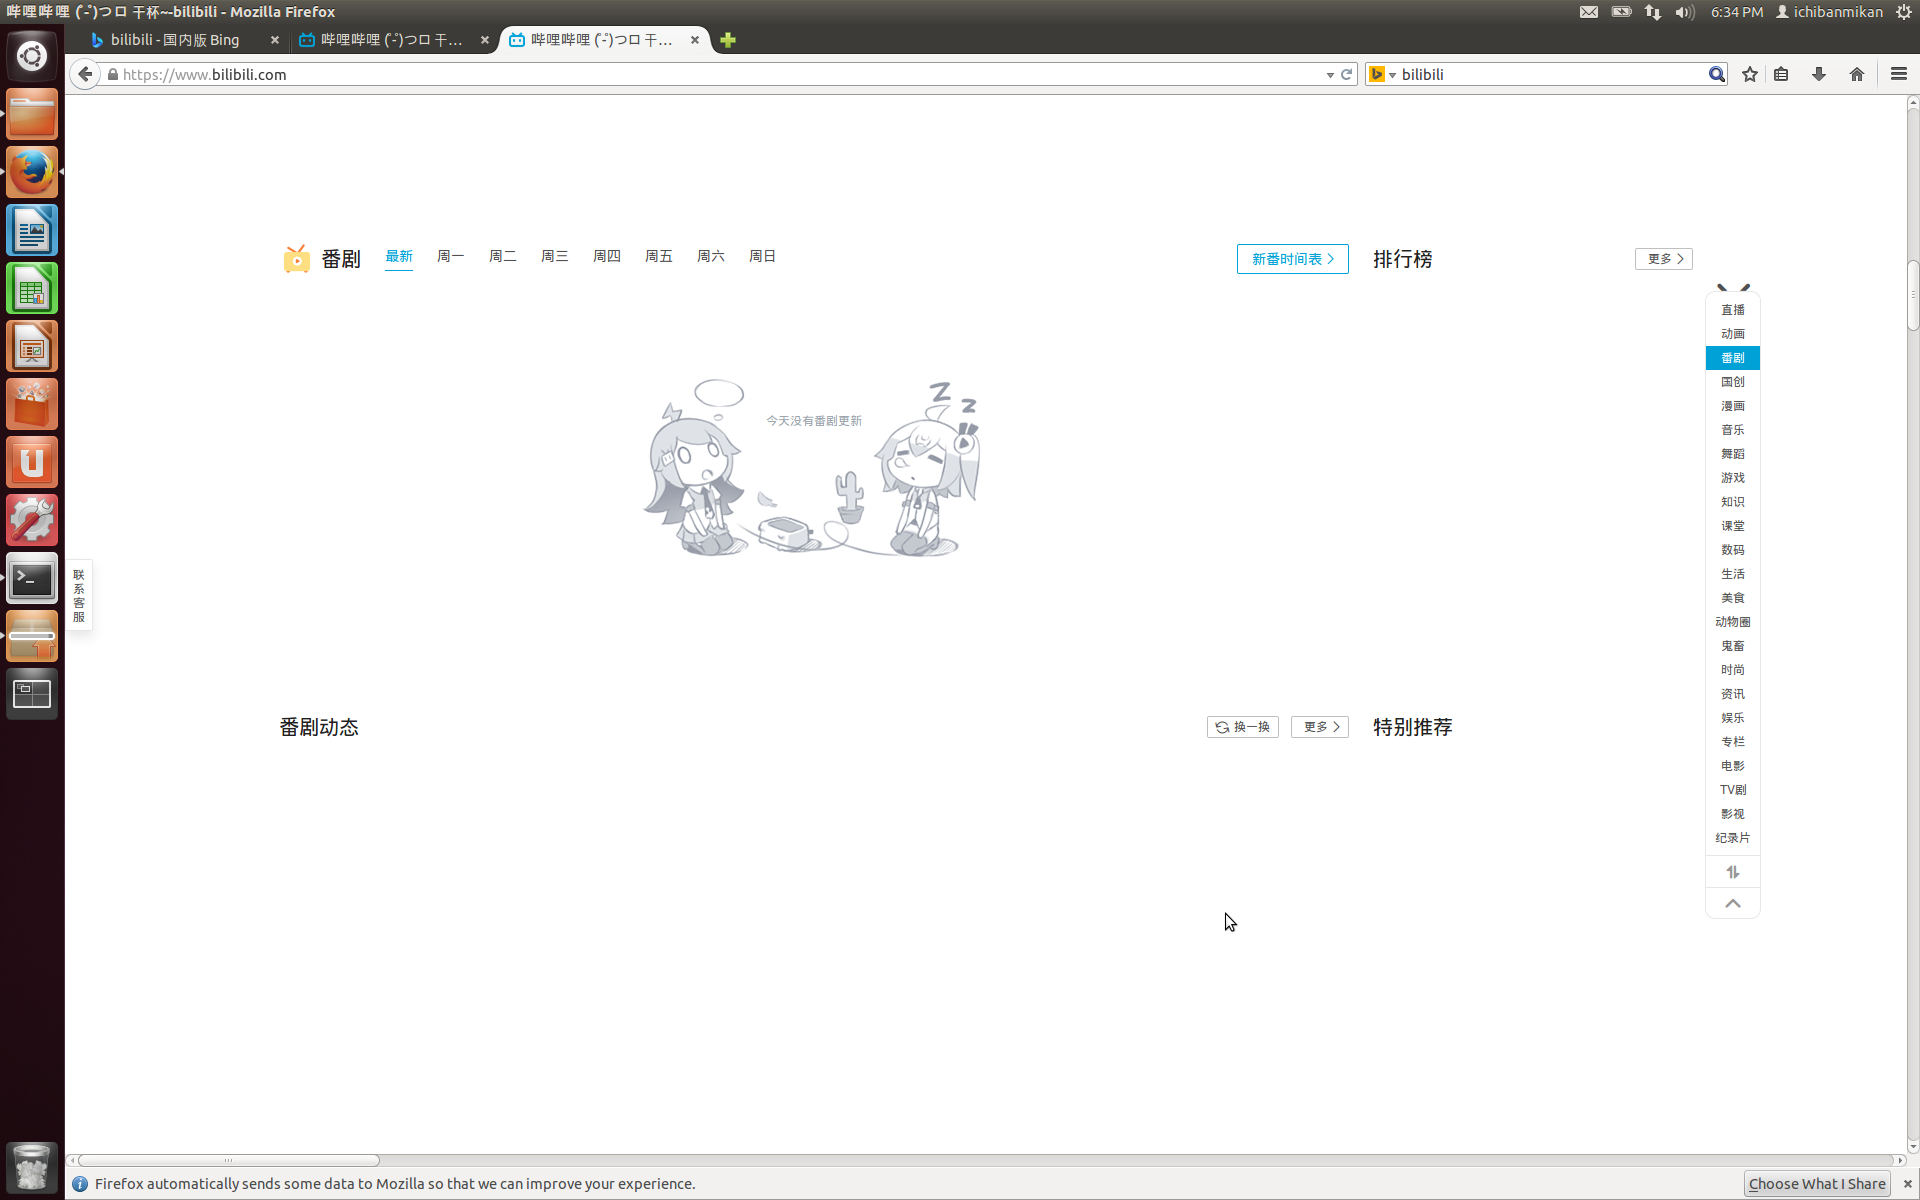 哔哩哔哩 (゜-゜)つロ 干杯~-bilibili - Mozilla Firefox
6:34 PM ichibanmikan
bilibili - 国内版 Bing
哔哩哔哩 (゜-゜)つロ 干...
哔哩哔哩 (゜-゜)つロ 干...
https://www.bilibili.com
bilibili
番剧 最新 周一 周二 周三 周四 周五 周六 周日
新番时间表
排行榜
更多
今天没有番剧更新
Z
Z
联系客服
番剧动态
换一换
更多
特别推荐
直播
动画
番剧
国创
漫画
音乐
舞蹈
游戏
知识
课堂
数码
生活
美食
动物圈
鬼畜
时尚
资讯
娱乐
专栏
电影
TV剧
影视
纪录片
Firefox automatically sends some data to Mozilla so that we can improve your experience.
Choose What I Share